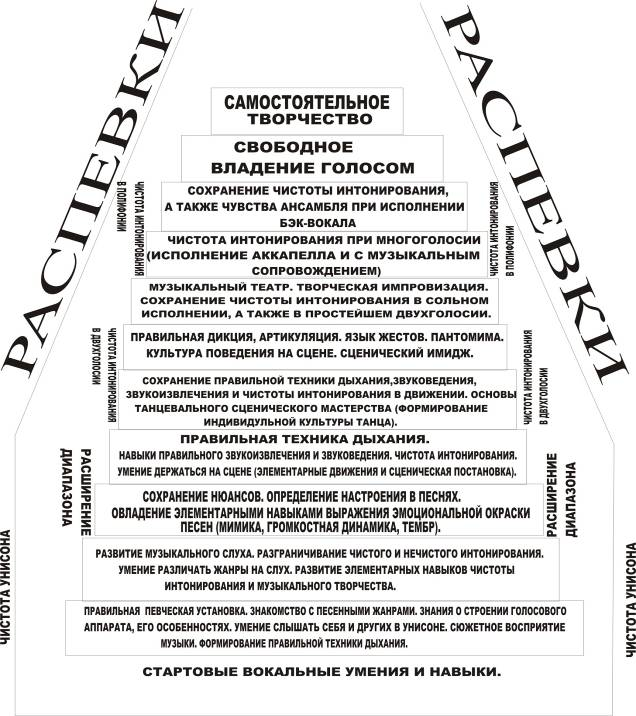 РАСПЕВКИ
РАСПЕВКИ
САМОСТОЯТЕЛЬНОЕ
ТВОРЧЕСТВО
СВОБОДНОЕ
ВЛАДЕНИЕ ГОЛОСОМ
ЧИСТОТА ИНТОНИРОВАНИЯ
В ПОЛИФОНИИ
СОХРАНЕНИЕ ЧИСТОТЫ ИНТОНИРОВАНИЯ,
А ТАКЖЕ ЧУВСТВА АНСАМБЛЯ ПРИ ИСПОЛНЕНИИ
БЭК-ВОКАЛА
ЧИСТОТА ИНТОНИРОВАНИЯ
В ПОЛИФОНИИ
ЧИСТОТА ИНТОНИРОВАНИЯ ПРИ МНОГОГОЛОСИИ
(ИСПОЛНЕНИЕ АККАПЕЛЛА И С МУЗЫКАЛЬНЫМ
СОПРОВОЖДЕНИЕМ)
МУЗЫКАЛЬНЫЙ ТЕАТР. ТВОРЧЕСКАЯ ИМПРОВИЗАЦИЯ.
СОХРАНЕНИЕ ЧИСТОТЫ ИНТОНИРОВАНИЯ В СОЛЬНОМ
ИСПОЛНЕНИИ, А ТАКЖЕ В ПРОСТЕЙШЕМ ДВУХГОЛОСИИ.
ЧИСТОТА ИНТОНИРОВАНИЯ
В ДВУХГОЛОСИИ
ПРАВИЛЬНАЯ ДИКЦИЯ, АРТИКУЛЯЦИЯ. ЯЗЫК ЖЕСТОВ. ПАНТОМИМА.
КУЛЬТУРА ПОВЕДЕНИЯ НА СЦЕНЕ. СЦЕНИЧЕСКИЙ ИМИДЖ.
ЧИСТОТА ИНТОНИРОВАНИЯ
В ДВУХГОЛОСИИ
СОХРАНЕНИЕ ПРАВИЛЬНОЙ ТЕХНИКИ ДЫХАНИЯ,ЗВУКОВЕДЕНИЯ,
ЗВУКОИЗВЛЕЧЕНИЯ И ЧИСТОТЫ ИНТОНИРОВАНИЯ В ДВИЖЕНИИ. ОСНОВЫ
ТАНЦЕВАЛЬНОГО СЦЕНИЧЕСКОГО МАСТЕРСТВА (ФОРМИРОВАНИЕ
ИНДИВИДУЛЬНОЙ КУЛЬТУРЫ ТАНЦА).
ПРАВИЛЬНАЯ ТЕХНИКА ДЫХАНИЯ.
НАВЫКИ ПРАВИЛЬНОГО ЗВУКОИЗВЛЕЧЕНИЯ И ЗВУКОВЕДЕНИЯ. ЧИСТОТА ИНТОНИРОВАНИЯ.
УМЕНИЕ ДЕРЖАТЬСЯ НА СЦЕНЕ (ЭЛЕМЕНТАРНЫЕ ДВИЖЕНИЯ И СЦЕНИЧЕСКАЯ ПОСТАНОВКА).
РАСШИРЕНИЕ
ДИАПАЗОНА
РАСШИРЕНИЕ
ДИАПАЗОНА
СОХРАНЕНИЕ НЮАНСОВ. ОПРЕДЕЛЕНИЕ НАСТРОЕНИЯ В ПЕСНЯХ.
ОВЛАДЕНИЕ ЭЛЕМЕНТАРНЫМИ НАВЫКАМИ ВЫРАЖЕНИЯ ЭМОЦИОНАЛЬНОЙ ОКРАСКИ
ПЕСЕН (МИМИКА, ГРОМКОСТНАЯ ДИНАМИКА, ТЕМБР).
ЧИСТОТА УНИСОНА
ЧИСТОТА УНИСОНА
РАЗВИТИЕ МУЗЫКАЛЬНОГО СЛУХА. РАЗГРАНИЧИВАНИЕ ЧИСТОГО И НЕЧИСТОГО ИНТОНИРОВАНИЯ.
УМЕНИЕ РАЗЛИЧАТЬ ЖАНРЫ НА СЛУХ. РАЗВИТИЕ ЭЛЕМЕНТАРНЫХ НАВЫКОВ ЧИСТОТЫ
ИНТОНИРОВАНИЯ И МУЗЫКАЛЬНОГО ТВОРЧЕСТВА.
ПРАВИЛЬНАЯ ПЕВЧЕСКАЯ УСТАНОВКА. ЗНАКОМСТВО С ПЕСЕННЫМИ ЖАНРАМИ. ЗНАНИЯ О СТРОЕНИИ ГОЛОСОВОГО
АППАРАТА, ЕГО ОСОБЕННОСТЯХ. УМЕНИЕ СЛЫШАТЬ СЕБЯ И ДРУГИХ В УНИСОНЕ. СЮЖЕТНОЕ ВОСПРИЯТИЕ
МУЗЫКИ. ФОРМИРОВАНИЕ ПРАВИЛЬНОЙ ТЕХНИКИ ДЫХАНИЯ.
СТАРТОВЫЕ ВОКАЛЬНЫЕ УМЕНИЯ И НАВЫКИ.